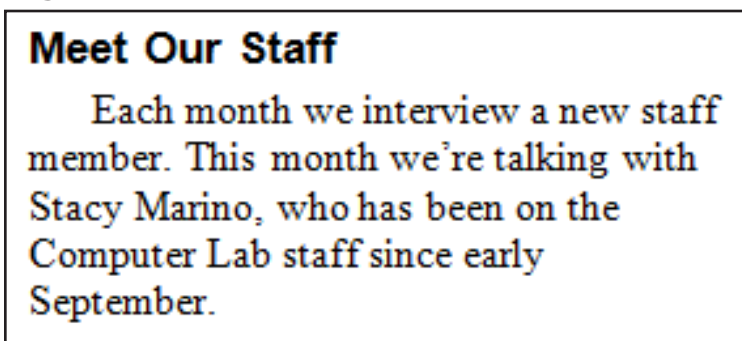 Meet Our Staff
Each month we interview a new staff
member. This month we're talking with
Stacy Marino, who has been on the
Computer Lab staff since early
September.